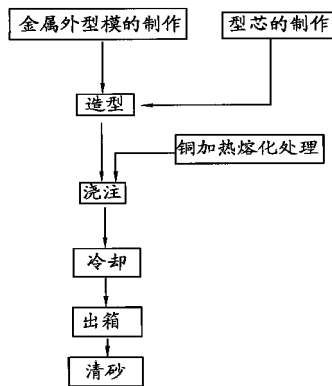 金属外型模的制作
型芯的制作
造型
铜加热熔化处理
浇注
冷却
出箱
清砂